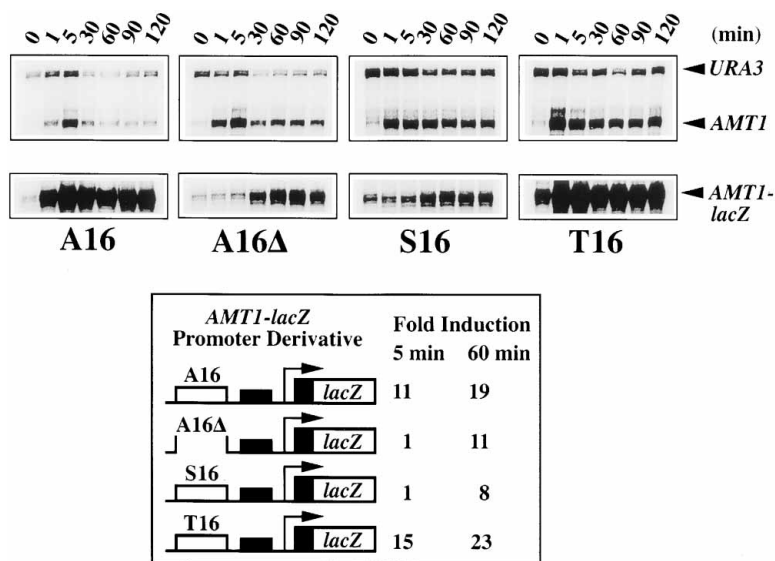 0 1 5 30 60 90 120 0 1 5 30 60 90 120 0 1 5 30 60 90 120 0 1 5 30 60 90 120 (min)
URA3
AMT1
AMT1-
lacZ
A16 A16Δ S16 T16
AMT1-lacZ
Promoter Derivative
Fold Induction
5 min 60 min
A16
lacZ 11 19
A16Δ
lacZ 1 11
S16
lacZ 1 8
T16
lacZ 15 23